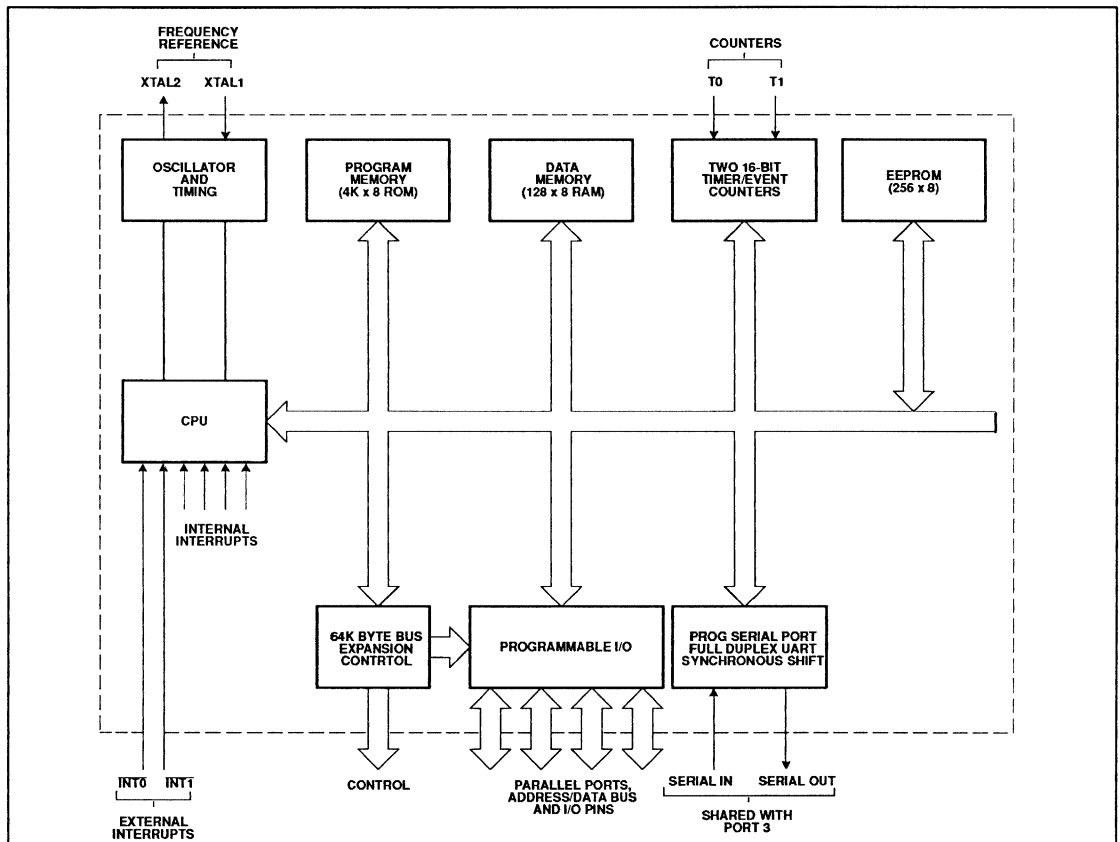 FREQUENCY
REFERENCE
XTAL2 XTAL1
COUNTERS
T0 T1
OSCILLATOR
AND
TIMING
PROGRAM
MEMORY
(4K x 8 ROM)
DATA
MEMORY
(128 x 8 RAM)
TWO 16-BIT
TIMER/EVENT
COUNTERS
EEPROM
(256 x 8)
CPU
INTERNAL
INTERRUPTS
64K BYTE BUS
EXPANSION
CONTRTOL
PROGRAMMABLE I/O
PROG SERIAL PORT
FULL DUPLEX UART
SYNCHRONOUS SHIFT
INT0 INT1
EXTERNAL
INTERRUPTS
CONTROL
PARALLEL PORTS,
ADDRESS/DATA BUS
AND I/O PINS
SERIAL IN SERIAL OUT
SHARED WITH
PORT 3